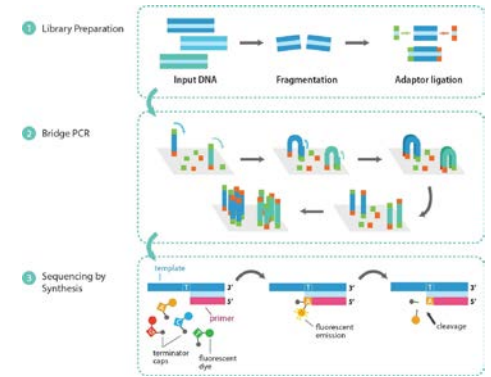 1 Library Preparation
Input DNA
Fragmentation
Adaptor ligation
2 Bridge PCR
3 Sequencing by
Synthesis
template
T
3'
5'
primer
A
C
G
T
terminator
caps
fluorescent
dye
T
3'
A
5'
fluorescent
emission
T
3'
A
5'
cleavage